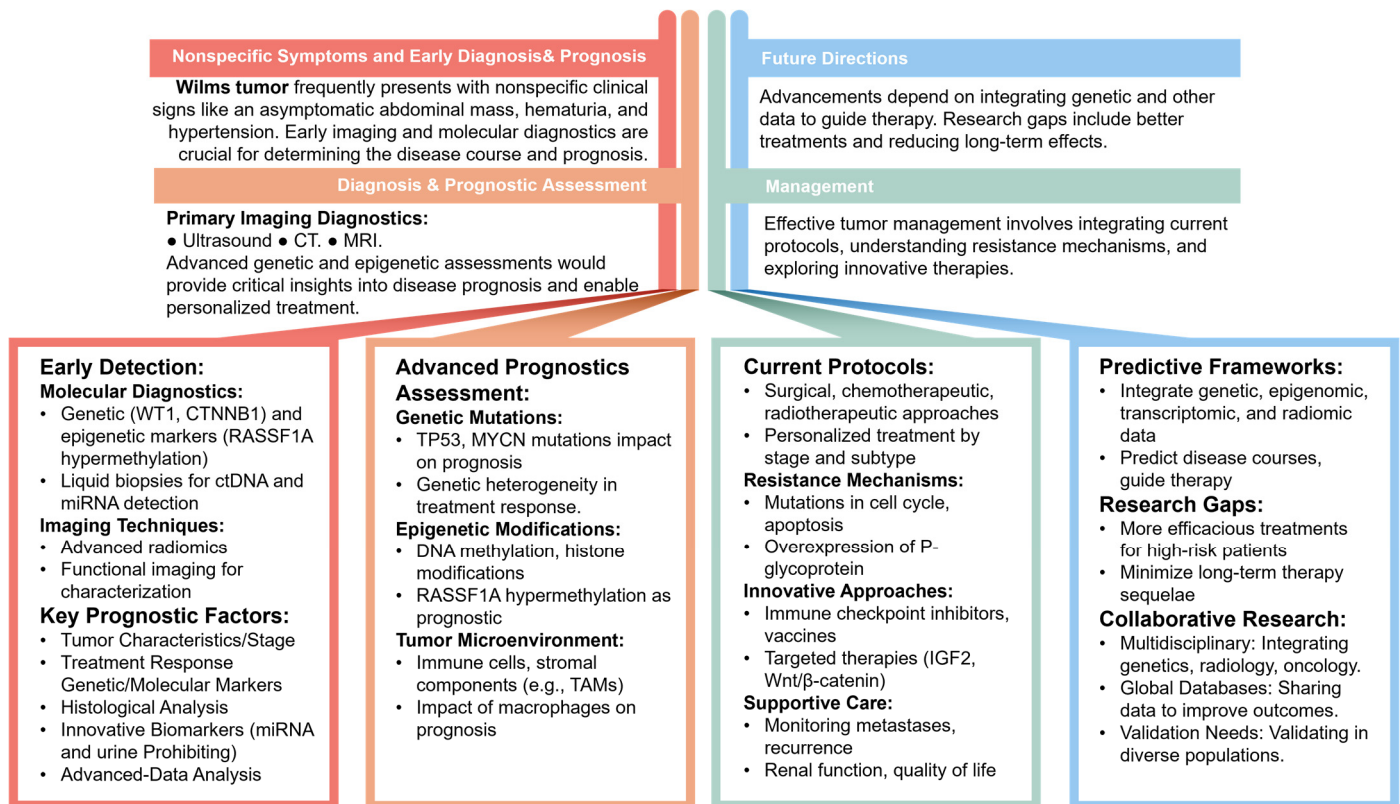 Nonspecific Symptoms and Early Diagnosis& Prognosis
Wilms tumor frequently presents with nonspecific clinical
signs like an asymptomatic abdominal mass, hematuria, and
hypertension. Early imaging and molecular diagnostics are
crucial for determining the disease course and prognosis.
Diagnosis & Prognostic Assessment
Primary Imaging Diagnostics:
● Ultrasound ● CT. ● MRI.
Advanced genetic and epigenetic assessments would
provide critical insights into disease prognosis and enable
personalized treatment.
Future Directions
Advancements depend on integrating genetic and other
data to guide therapy. Research gaps include better
treatments and reducing long-term effects.
Management
Effective tumor management involves integrating current
protocols, understanding resistance mechanisms, and
exploring innovative therapies.
Early Detection:
Molecular Diagnostics:
• Genetic (WT1, CTNNB1) and
epigenetic markers (RASSF1A
hypermethylation)
• Liquid biopsies for ctDNA and
miRNA detection
Imaging Techniques:
• Advanced radiomics
• Functional imaging for
characterization
Key Prognostic Factors:
• Tumor Characteristics/Stage
• Treatment Response
Genetic/Molecular Markers
• Histological Analysis
• Innovative Biomarkers (miRNA
and urine Prohibiting)
• Advanced-Data Analysis
Advanced Prognostics
Assessment:
Genetic Mutations:
• TP53, MYCN mutations impact
on prognosis
• Genetic heterogeneity in
treatment response.
Epigenetic Modifications:
• DNA methylation, histone
modifications
• RASSF1A hypermethylation as
prognostic
Tumor Microenvironment:
• Immune cells, stromal
components (e.g., TAMs)
• Impact of macrophages on
prognosis
Current Protocols:
• Surgical, chemotherapeutic,
radiotherapeutic approaches
• Personalized treatment by
stage and subtype
Resistance Mechanisms:
• Mutations in cell cycle,
apoptosis
• Overexpression of P-
glycoprotein
Innovative Approaches:
• Immune checkpoint inhibitors,
vaccines
• Targeted therapies (IGF2,
Wnt/β-catenin)
Supportive Care:
• Monitoring metastases,
recurrence
• Renal function, quality of life
Predictive Frameworks:
• Integrate genetic, epigenomic,
transcriptomic, and radiomic
data
• Predict disease courses,
guide therapy
Research Gaps:
• More efficacious treatments
for high-risk patients
• Minimize long-term therapy
sequelae
Collaborative Research:
• Multidisciplinary: Integrating
genetics, radiology, oncology.
• Global Databases: Sharing
data to improve outcomes.
• Validation Needs: Validating in
diverse populations.